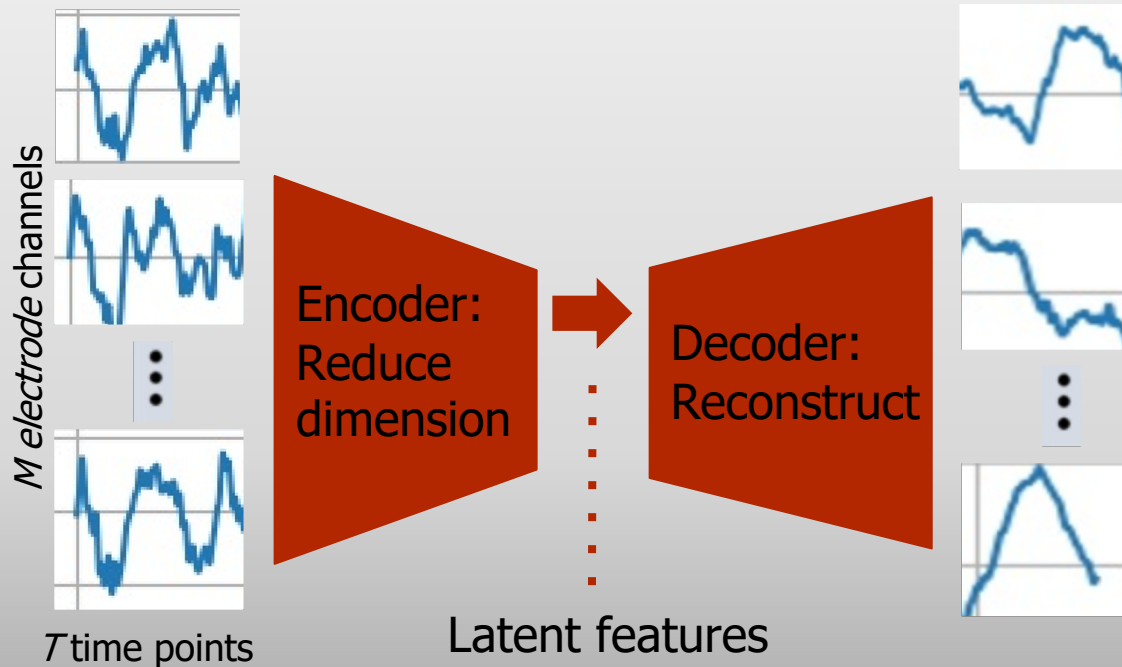 M electrode channels
T time points
Encoder:
Reduce
dimension
Decoder:
Reconstruct
Latent features